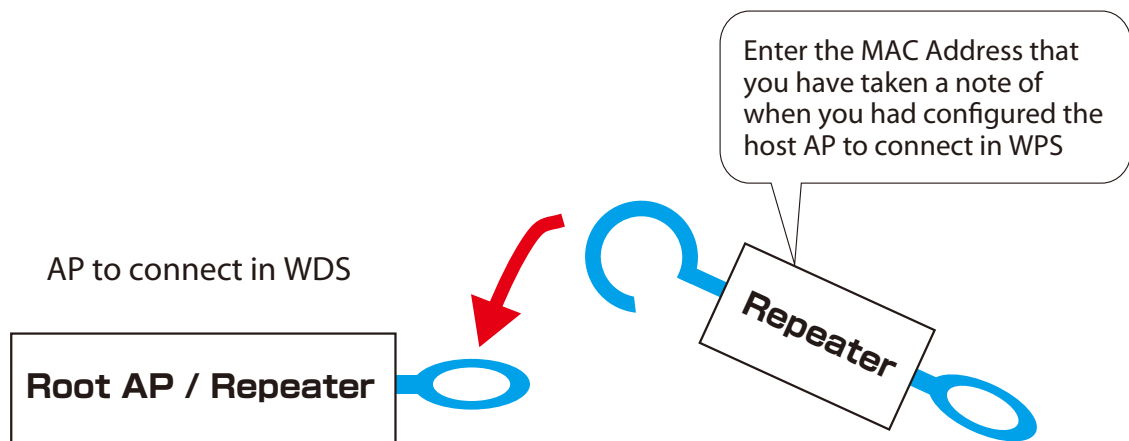 Enter the MAC Address that
you have taken a note of
when you had configured the
host AP to connect in WPS
AP to connect in WDS
Root AP / Repeater
Repeater